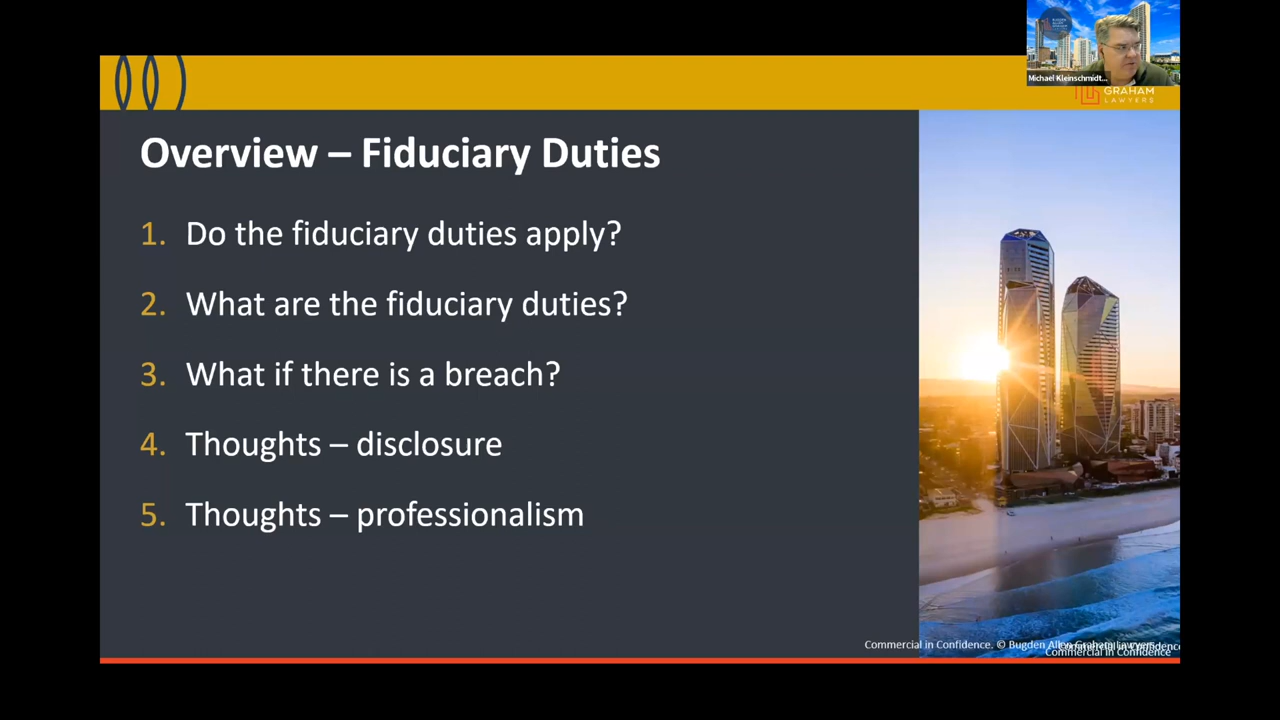 Michael Kleinschmidt...
GRAHAM
LAWYERS
Overview – Fiduciary Duties
1. Do the fiduciary duties apply?
2. What are the fiduciary duties?
3. What if there is a breach?
4. Thoughts – disclosure
5. Thoughts – professionalism
Commercial in Confidence. © Bugden Allen Graham Lawyers
Commercial in Confidence